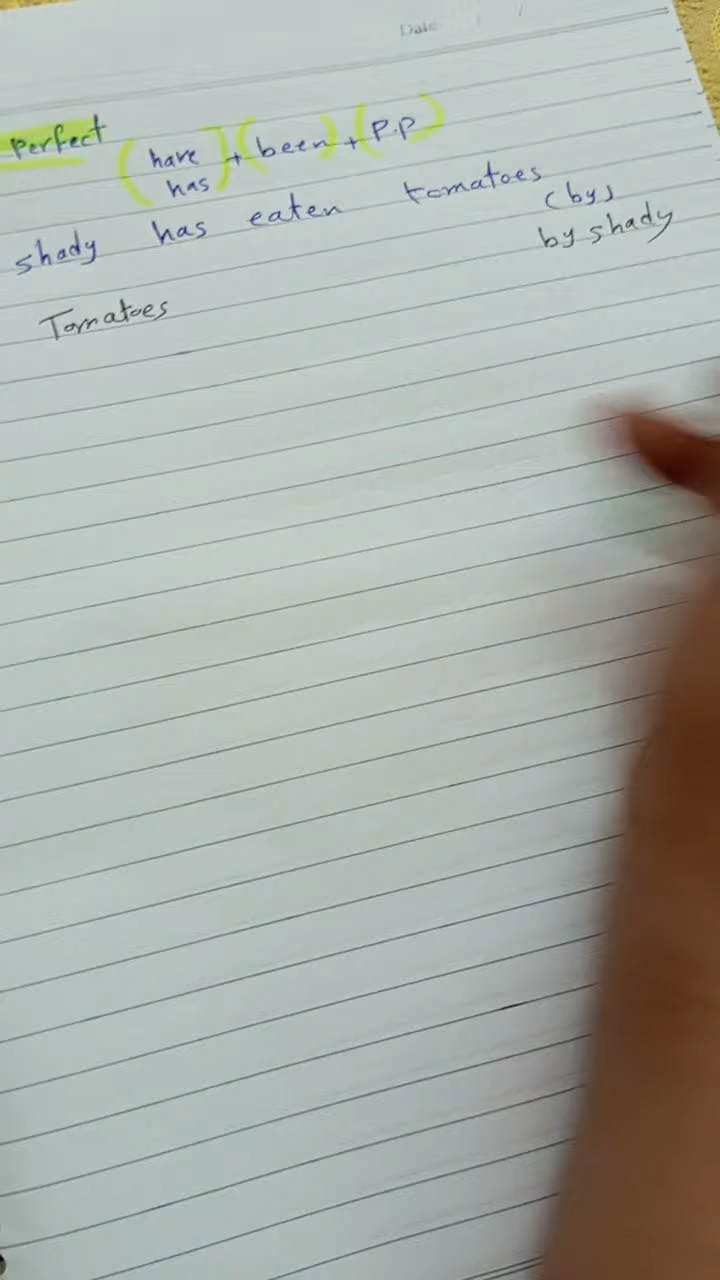 Date / /
Perfect
(have has) + (been) + (P.P)
shady has eaten tomatoes
(by)
by shady
Tomatoes